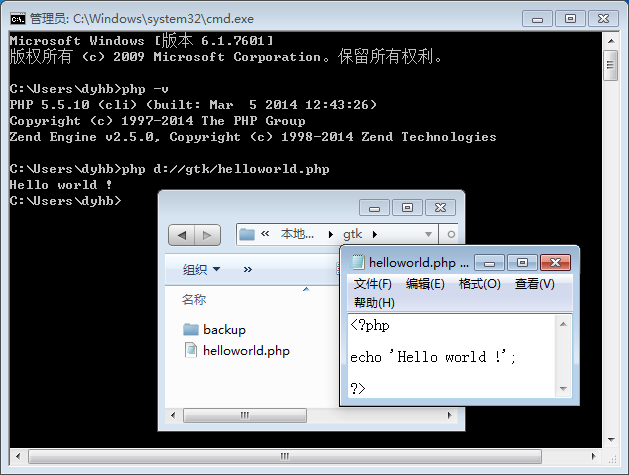 管理员: C:\Windows\system32\cmd.exe
Microsoft Windows [版本 6.1.7601]
版权所有 (c) 2009 Microsoft Corporation。保留所有权利。
C:\Users\dyhb>php -v
PHP 5.5.10 (cli) (built: Mar  5 2014 12:43:26)
Copyright (c) 1997-2014 The PHP Group
Zend Engine v2.5.0, Copyright (c) 1998-2014 Zend Technologies
C:\Users\dyhb>php d://gtk/helloworld.php
Hello world !
C:\Users\dyhb>
« 本地... gtk
组织 »
名称
backup
helloworld.php
helloworld.php ...
文件(F) 编辑(E) 格式(O) 查看(V)
帮助(H)
<?php
echo 'Hello world !';
?>